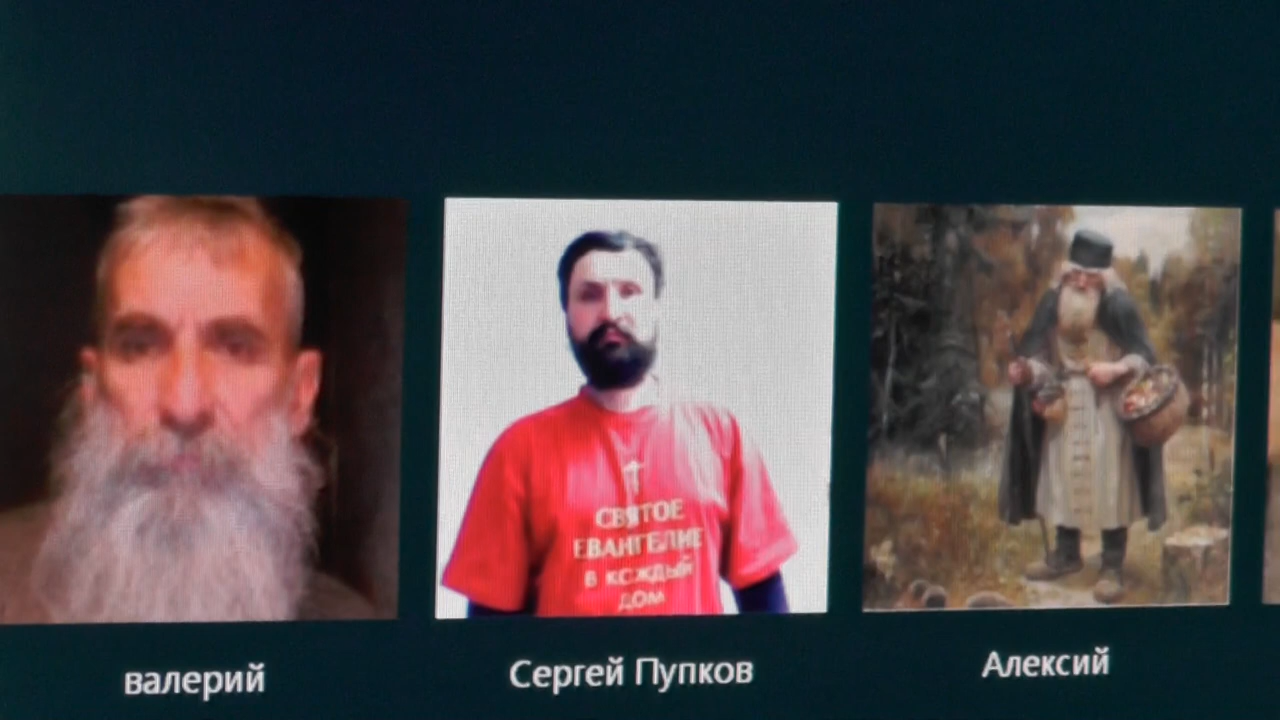 СВЯТОЕ
ЕВАНГЕЛИЕ
В КАЖДЫЙ
ДОМ
валерий
Сергей Пупков
Алексий